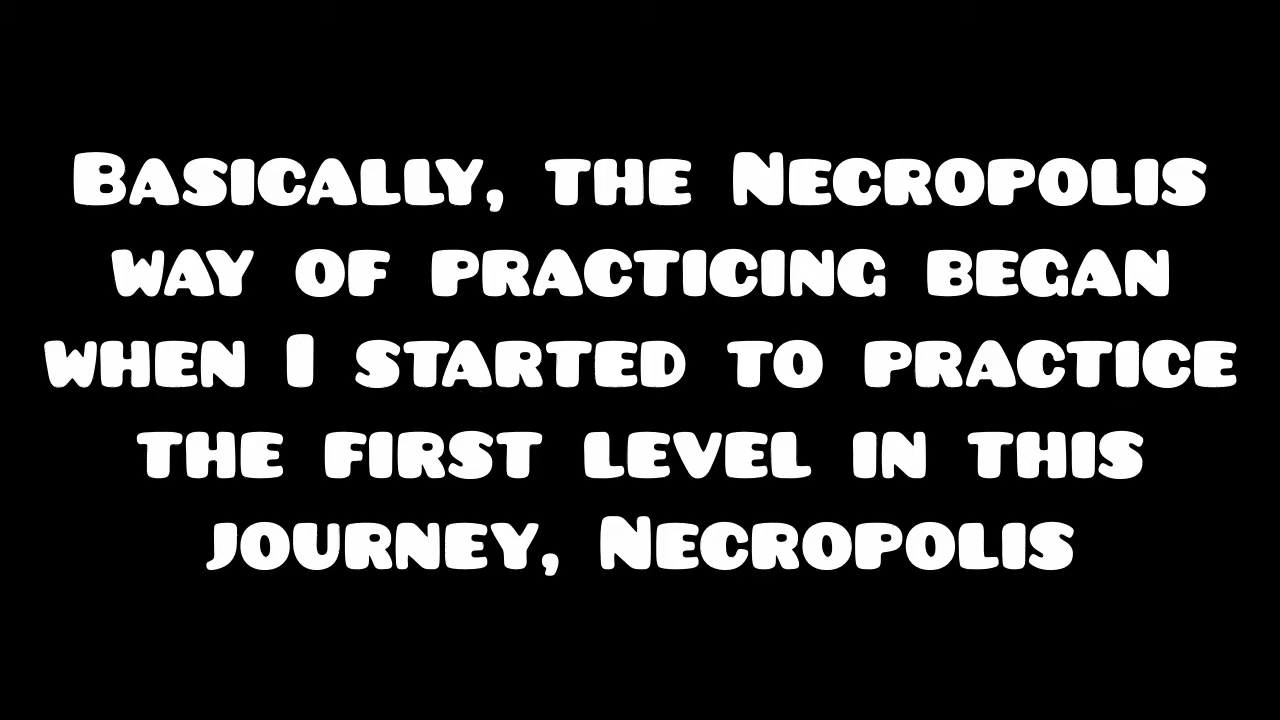 Basically, the Necropolis
way of practicing began
when I started to practice
the first level in this
journey, Necropolis